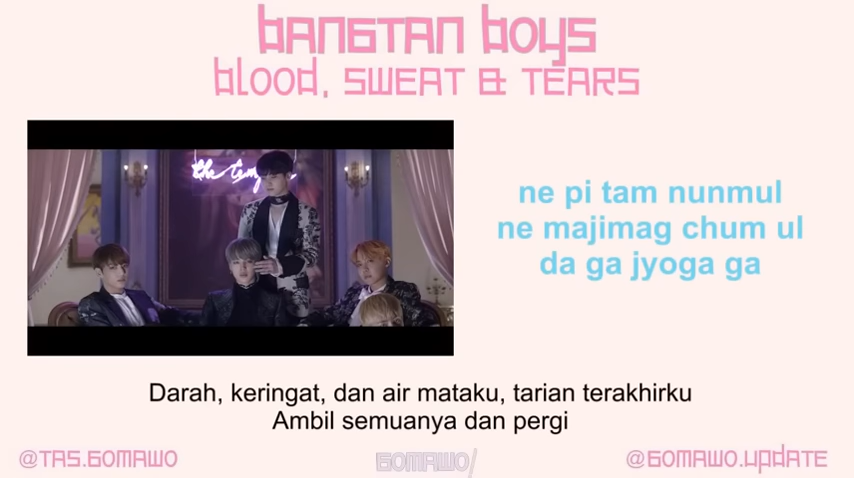 BANGTAN BOYS
BLOOD, SWEAT & TEARS
ne pi tam nunmul
ne majimag chum ul
da ga jyoga ga
Darah, keringat, dan air mataku, tarian terakhirku
Ambil semuanya dan pergi
@TAS.GOMAWO
GOMAWO/
@GOMAWO.UPDATE